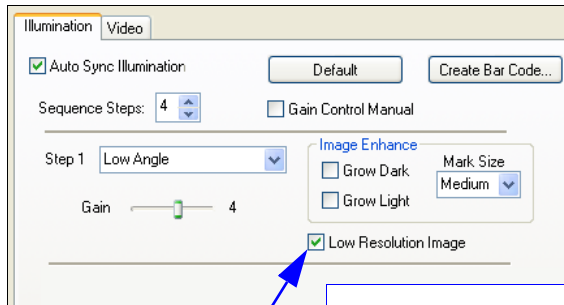 Illumination Video
Auto Sync Illumination Default Create Bar Code...
Sequence Steps: 4 Gain Control Manual
Image Enhance
Step 1 Low Angle Grow Dark Mark Size
Medium
Gain 4 Grow Light
Low Resolution Image